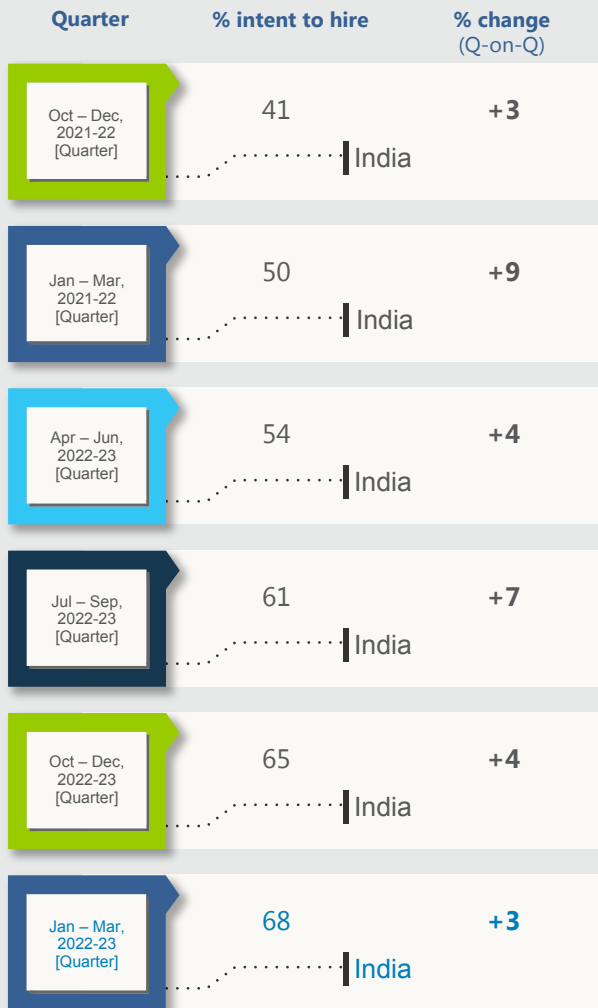 Quarter % intent to hire % change
(Q-on-Q)
Oct – Dec,
2021-22
[Quarter]
41 +3
India
Jan – Mar,
2021-22
[Quarter]
50 +9
India
Apr – Jun,
2022-23
[Quarter]
54 +4
India
Jul – Sep,
2022-23
[Quarter]
61 +7
India
Oct – Dec,
2022-23
[Quarter]
65 +4
India
Jan – Mar,
2022-23
[Quarter]
68 +3
India